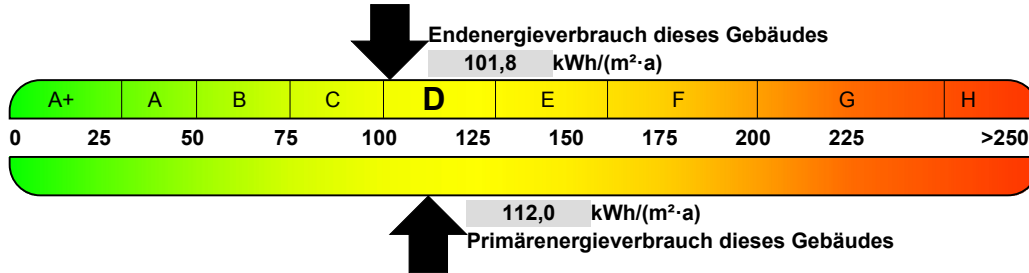 Endenergieverbrauch dieses Gebäudes
101,8 kWh/(m²·a)
A+ A B C D E F G H
0 25 50 75 100 125 150 175 200 225 >250
112,0 kWh/(m²·a)
Primärenergieverbrauch dieses Gebäudes